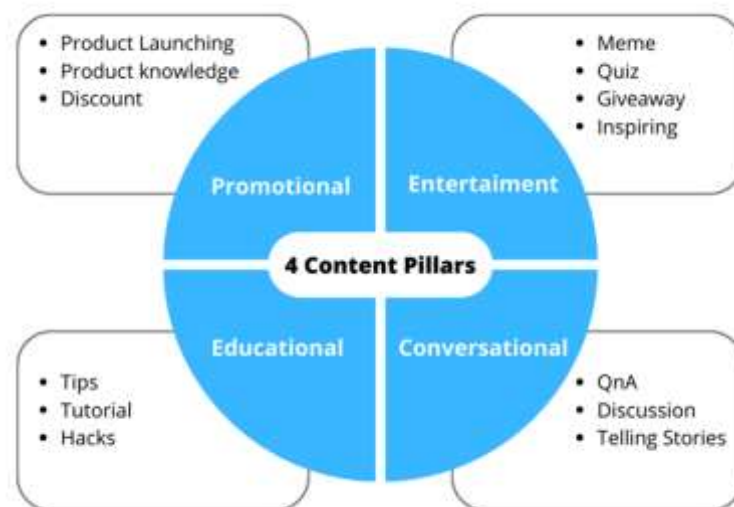 • Product Launching
• Product knowledge
• Discount
Promotional
• Meme
• Quiz
• Giveaway
• Inspiring
Entertaiment
4 Content Pillars
Educational
• Tips
• Tutorial
• Hacks
Conversational
• QnA
• Discussion
• Telling Stories